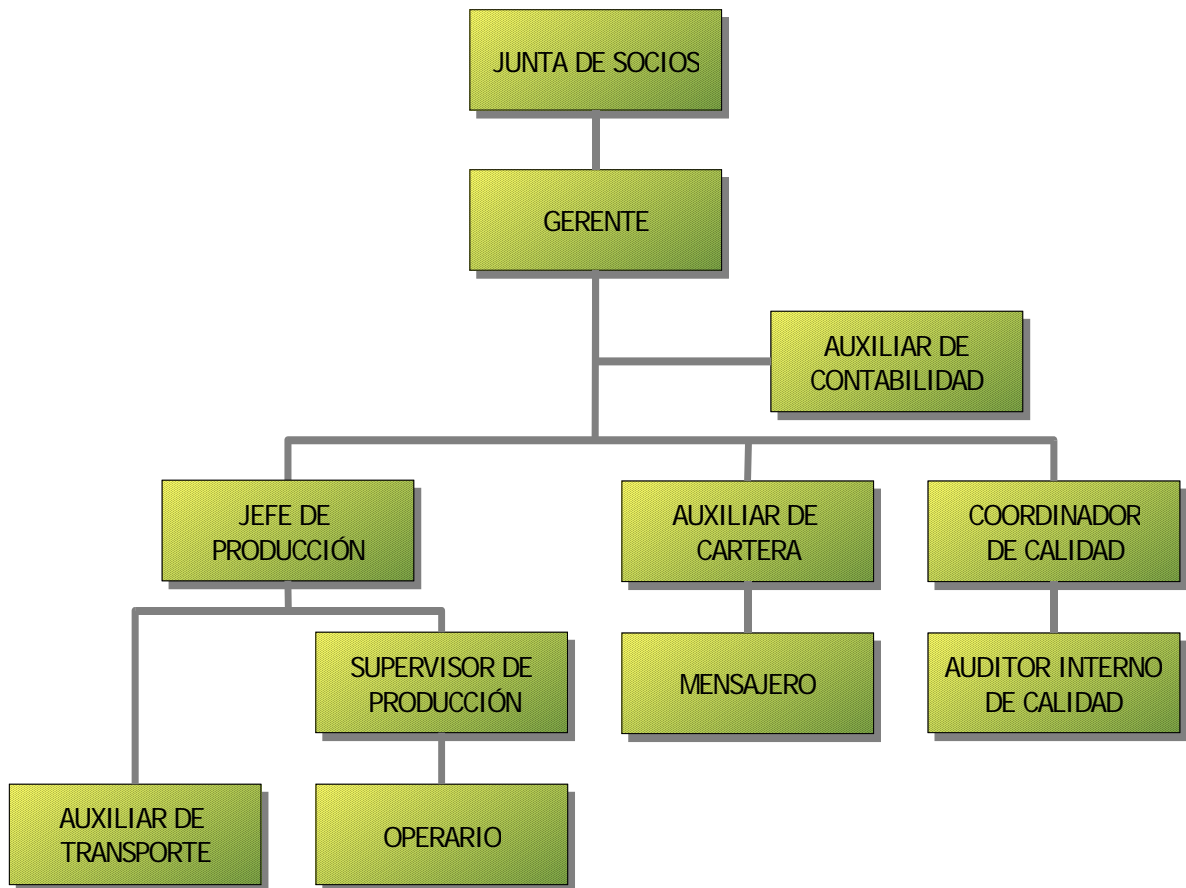 JUNTA DE SOCIOS
GERENTE
AUXILIAR DE
CONTABILIDAD
JEFE DE
PRODUCCIÓN
AUXILIAR DE
CARTERA
COORDINADOR
DE CALIDAD
SUPERVISOR DE
PRODUCCIÓN
MENSAJERO
AUDITOR INTERNO
DE CALIDAD
AUXILIAR DE
TRANSPORTE
OPERARIO